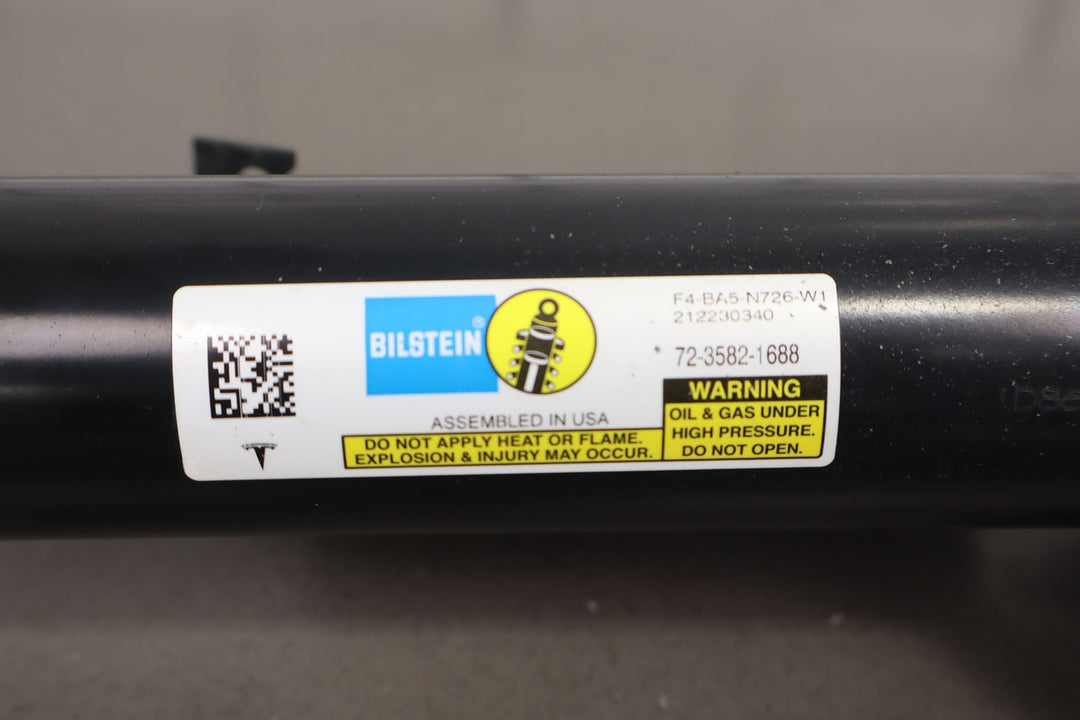 BILSTEIN®
F4-BA5-N726-W1
212230340
72-3582-1688
ASSEMBLED IN USA
DO NOT APPLY HEAT OR FLAME.
EXPLOSION & INJURY MAY OCCUR.
WARNING
OIL & GAS UNDER
HIGH PRESSURE.
DO NOT OPEN.